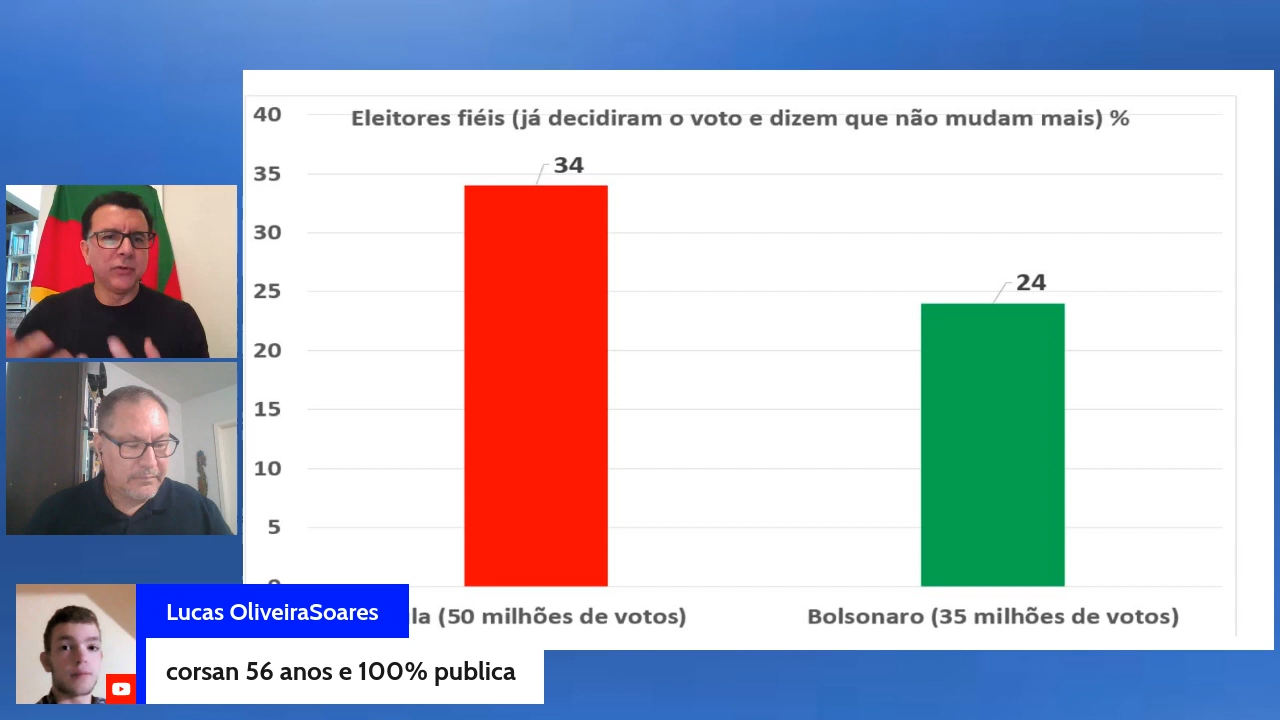 Eleitores fiéis (já decidiram o voto e dizem que não mudam mais) %
40
35
30
25
20
15
10
5
34
24
(50 milhões de votos)
Bolsonaro (35 milhões de votos)
Lucas OliveiraSoares
corsan 56 anos e 100% publica